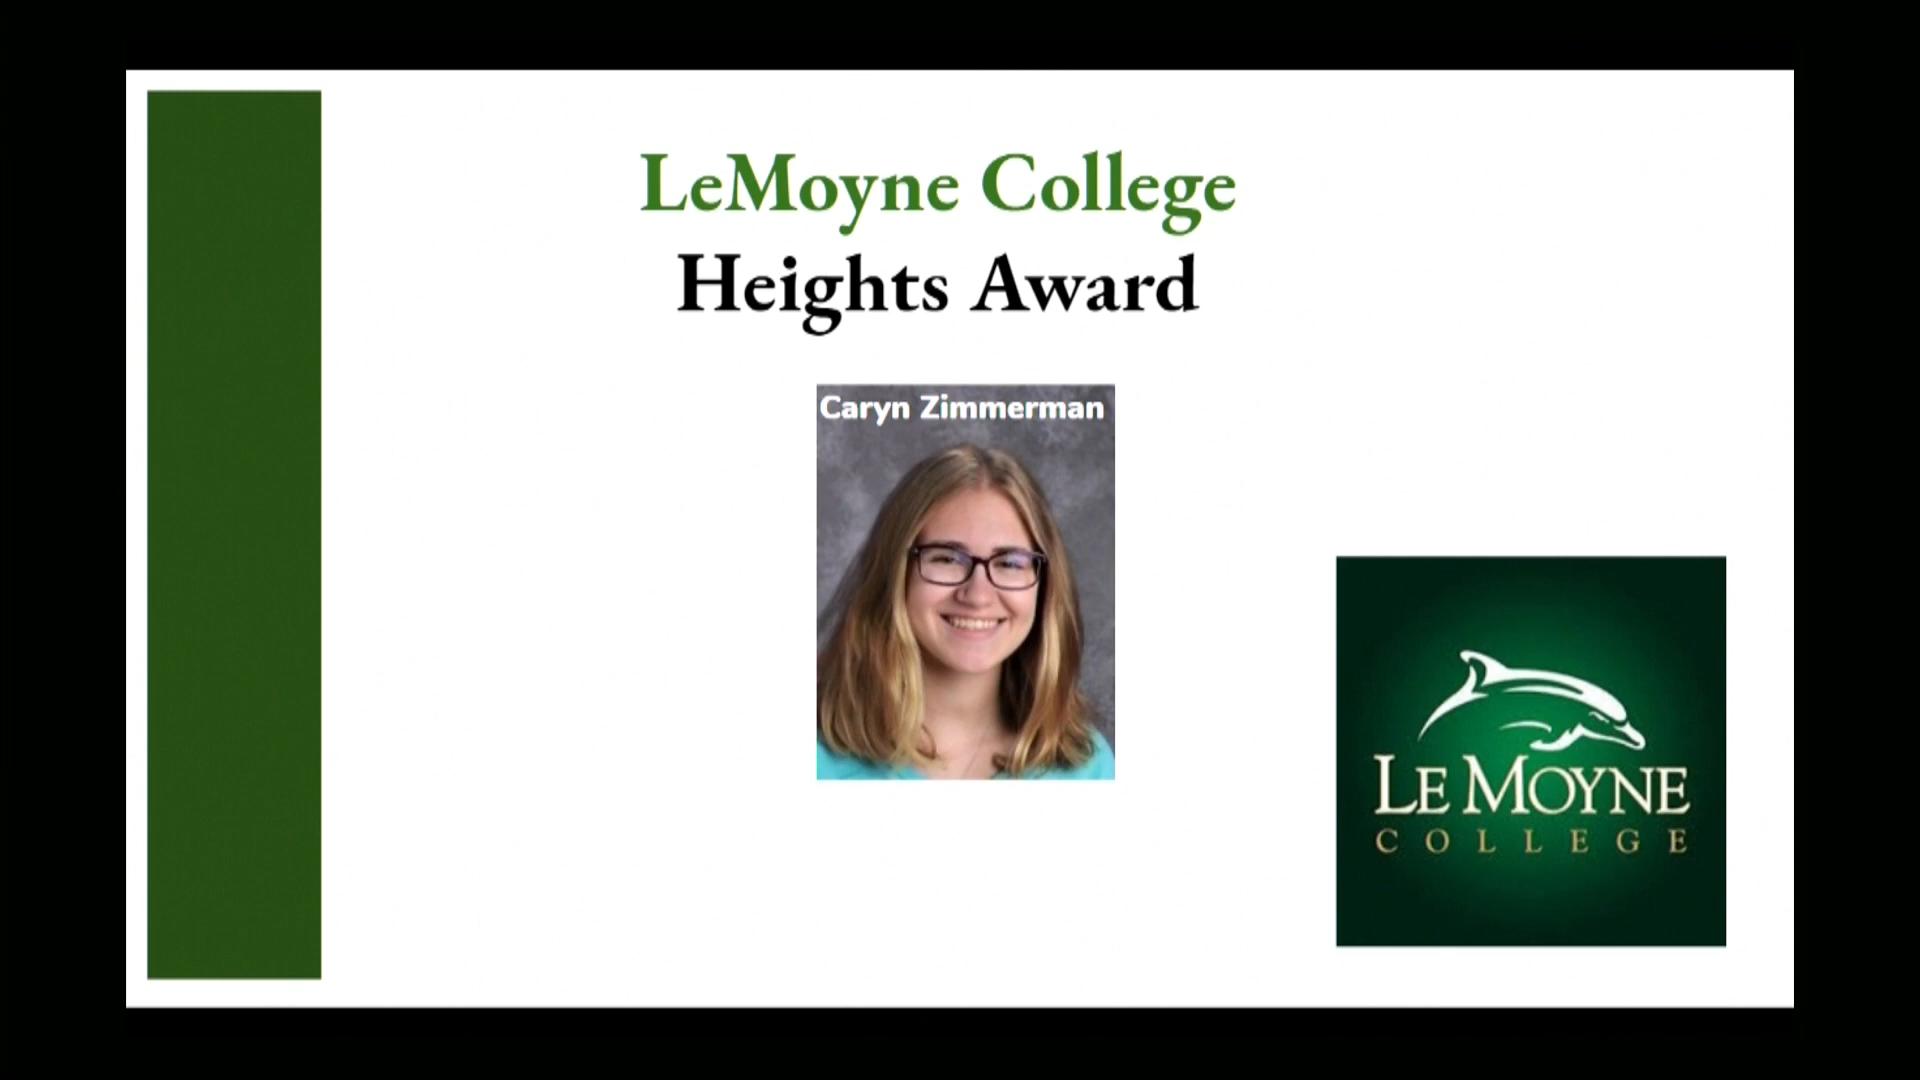 LeMoyne College
Heights Award
Caryn Zimmerman
LE MOYNE
COLLEGE